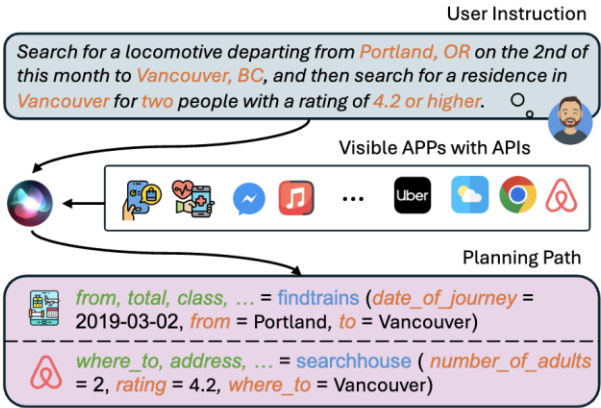 User Instruction
Search for a locomotive departing from Portland, OR on the 2nd of
this month to Vancouver, BC, and then search for a residence in
Vancouver for two people with a rating of 4.2 or higher.
Visible APPs with APIs
... Uber
Planning Path
from, total, class, … = findtrains (date_of_journey =
2019-03-02, from = Portland, to = Vancouver)
where_to, address, … = searchhouse ( number_of_adults
= 2, rating = 4.2, where_to = Vancouver)